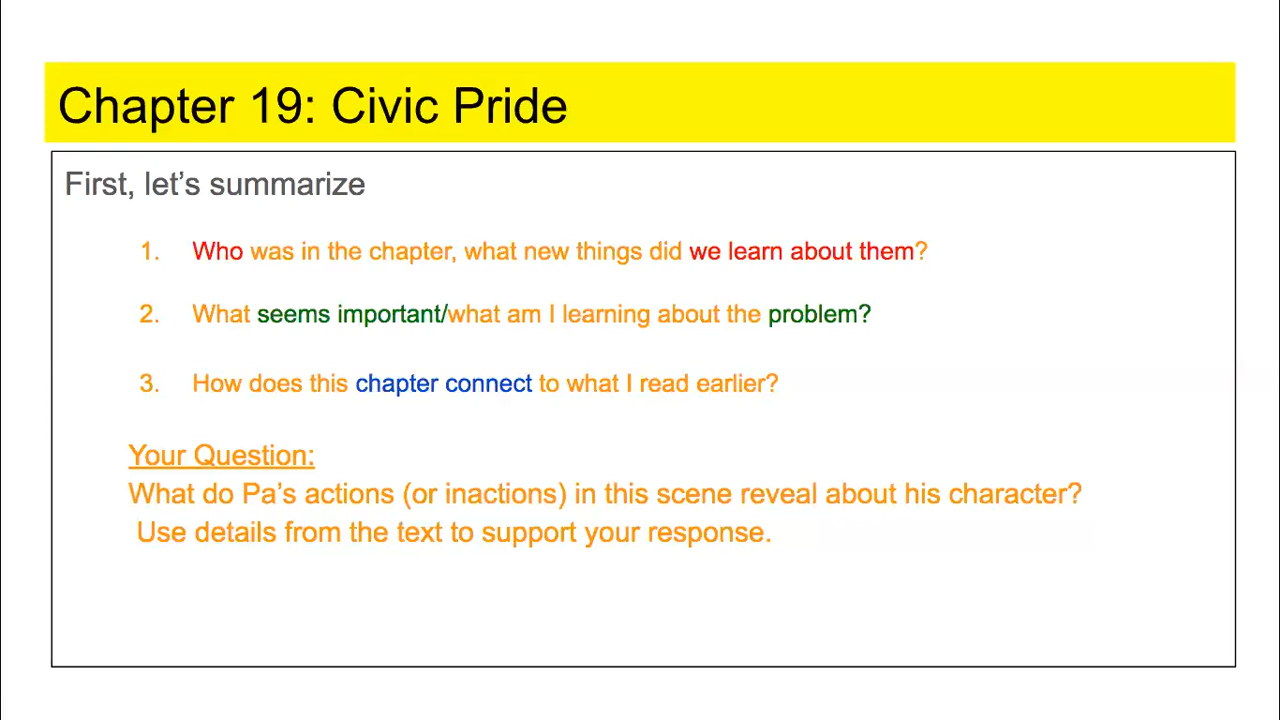 Chapter 19: Civic Pride
First, let's summarize
1. Who was in the chapter, what new things did we learn about them?
2. What seems important/what am I learning about the problem?
3. How does this chapter connect to what I read earlier?
Your Question:
What do Pa's actions (or inactions) in this scene reveal about his character?
Use details from the text to support your response.